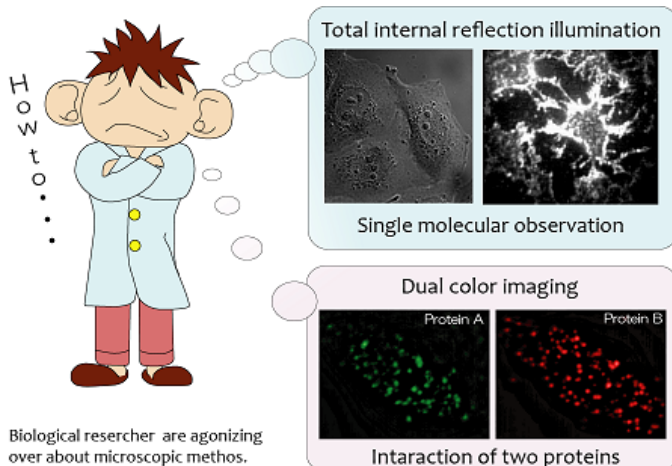 How to...
Total internal reflection illumination
Single molecular observation
Dual color imaging
Protein A
Protein B
Intaraction of two proteins
Biological resercher are agonizing
over about microscopic methos.